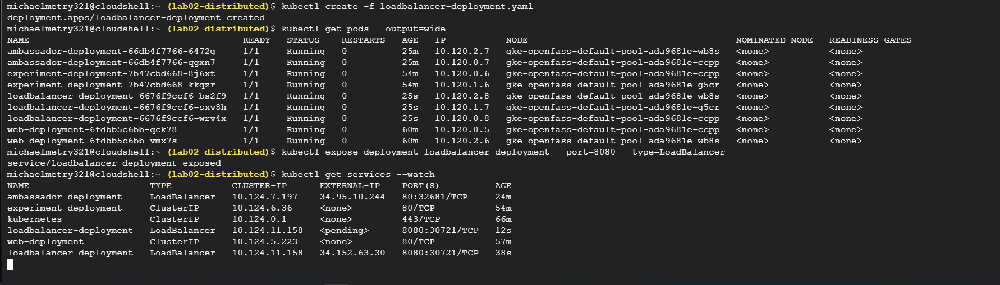 michaelmetry321@cloudshell:~ (lab02-distributed)$ kubectl create -f loadbalancer-deployment.yaml
deployment.apps/loadbalancer-deployment created
michaelmetry321@cloudshell:~ (lab02-distributed)$ kubectl get pods --output=wide
NAME READY STATUS RESTARTS AGE IP NODE NOMINATED NODE READINESS GATES
ambassador-deployment-66db4f7766-6472g 1/1 Running 0 25m 10.120.2.7 gke-openfass-default-pool-ada9681e-wb8s <none> <none>
ambassador-deployment-66db4f7766-qgxn7 1/1 Running 0 25m 10.120.0.7 gke-openfass-default-pool-ada9681e-ccpp <none> <none>
experiment-deployment-7b47cbd668-8j6xt 1/1 Running 0 54m 10.120.0.6 gke-openfass-default-pool-ada9681e-ccpp <none> <none>
experiment-deployment-7b47cbd668-kkqzr 1/1 Running 0 54m 10.120.1.6 gke-openfass-default-pool-ada9681e-g5cr <none> <none>
loadbalancer-deployment-6676f9ccf6-bs2f9 1/1 Running 0 25s 10.120.2.8 gke-openfass-default-pool-ada9681e-wb8s <none> <none>
loadbalancer-deployment-6676f9ccf6-sxv8h 1/1 Running 0 25s 10.120.1.7 gke-openfass-default-pool-ada9681e-g5cr <none> <none>
loadbalancer-deployment-6676f9ccf6-wrv4x 1/1 Running 0 25s 10.120.0.8 gke-openfass-default-pool-ada9681e-ccpp <none> <none>
web-deployment-6fdbb5c6bb-qck78 1/1 Running 0 60m 10.120.0.5 gke-openfass-default-pool-ada9681e-ccpp <none> <none>
web-deployment-6fdbb5c6bb-vmx7s 1/1 Running 0 60m 10.120.2.6 gke-openfass-default-pool-ada9681e-wb8s <none> <none>
michaelmetry321@cloudshell:~ (lab02-distributed)$ kubectl expose deployment loadbalancer-deployment --port=8080 --type=LoadBalancer
service/loadbalancer-deployment exposed
michaelmetry321@cloudshell:~ (lab02-distributed)$ kubectl get services --watch
NAME TYPE CLUSTER-IP EXTERNAL-IP PORT(S) AGE
ambassador-deployment LoadBalancer 10.124.7.197 34.95.10.244 80:32681/TCP 24m
experiment-deployment ClusterIP 10.124.6.36 <none> 80/TCP 54m
kubernetes ClusterIP 10.124.0.1 <none> 443/TCP 66m
loadbalancer-deployment LoadBalancer 10.124.11.158 <pending> 8080:30721/TCP 12s
web-deployment ClusterIP 10.124.5.223 <none> 80/TCP 57m
loadbalancer-deployment LoadBalancer 10.124.11.158 34.152.63.30 8080:30721/TCP 38s